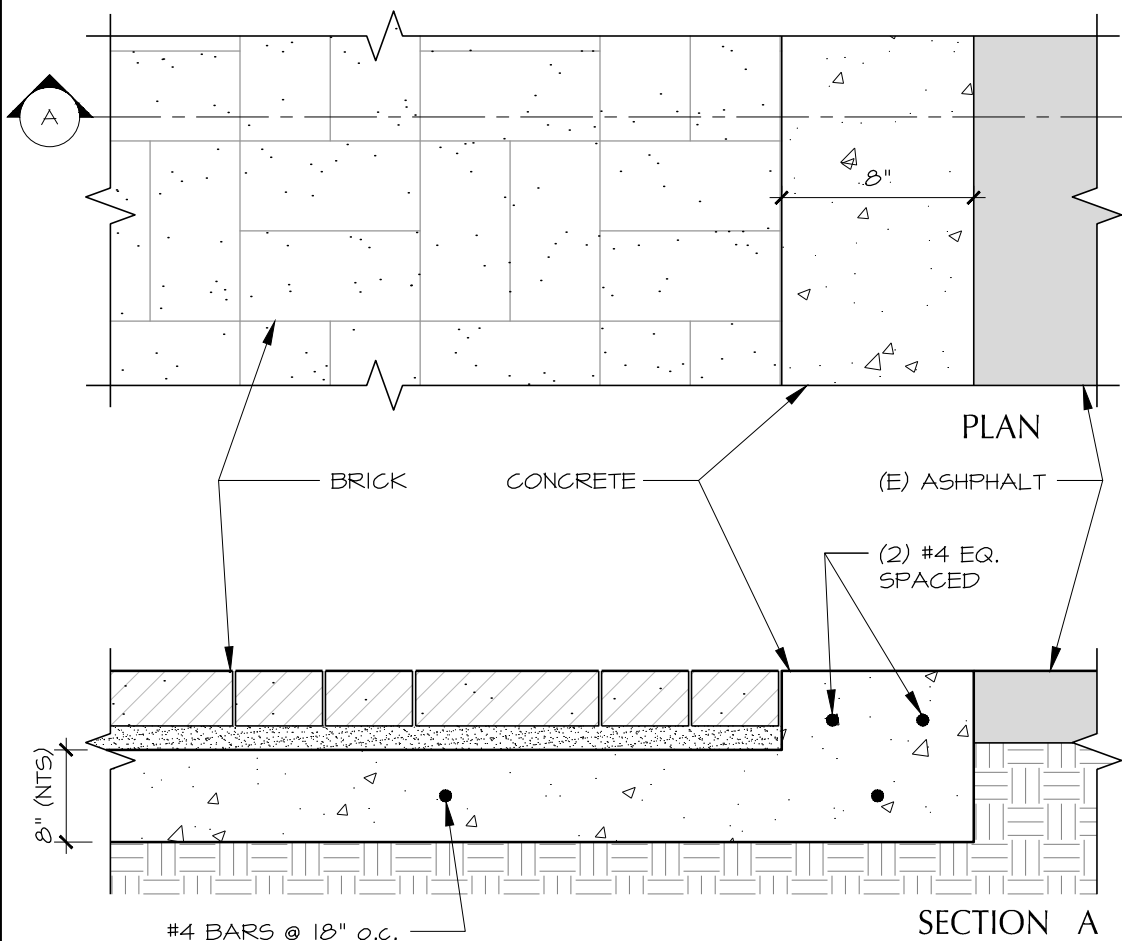 A
8"
PLAN
BRICK
CONCRETE
(E) ASHPHALT
(2) #4 EQ.
SPACED
8" (NTS)
#4 BARS @ 18" o.c.
SECTION A